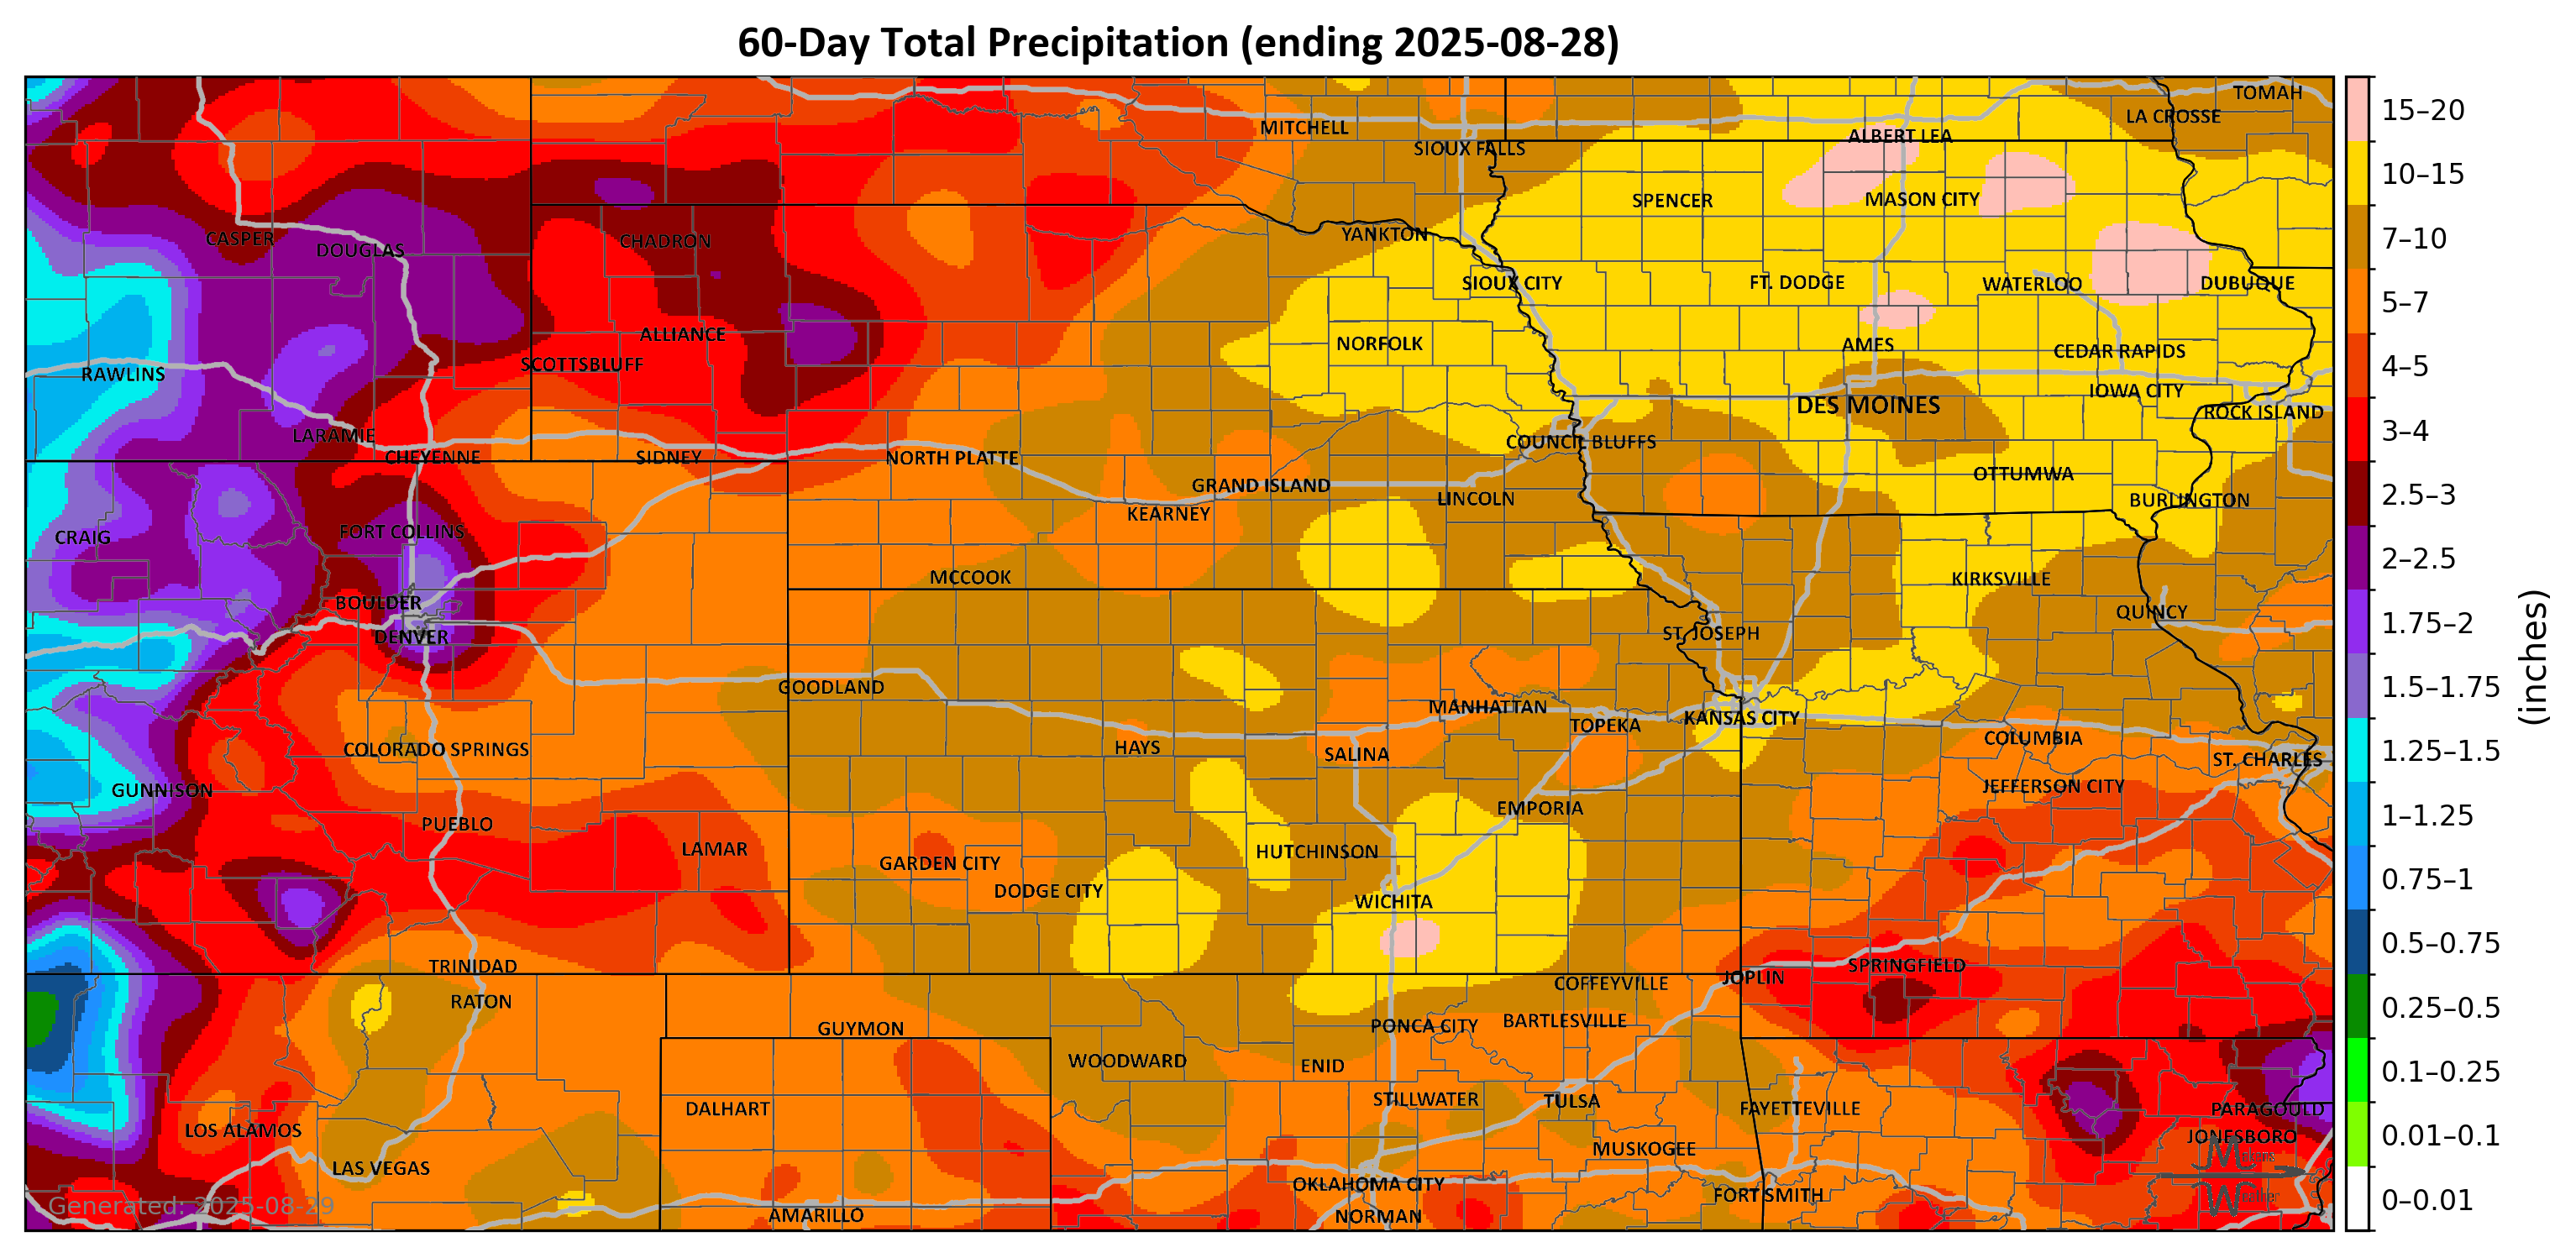 60-Day Total Precipitation (ending 2025-08-28)
TOMAH
LA CROSSE
MITCHELL
ALBERT LEA
SIOUX FALLS
SPENCER
MASON CITY
YANKTON
CASPER
CHADRON
DOUGLAS
SIOUX CITY
FT. DODGE
WATERLOO
DUBUQUE
ALLIANCE
NORFOLK
AMES
CEDAR RAPIDS
SCOTTSBLUFF
RAWLINS
IOWA CITY
DES MOINES
ROCK ISLAND
LARAMIE
COUNCIL BLUFFS
CHEYENNE
SIDNEY
NORTH PLATTE
OTTUMWA
GRAND ISLAND
LINCOLN
BURLINGTON
KEARNEY
FORT COLLINS
CRAIG
MCCOOK
KIRKSVILLE
BOULDER
QUINCY
DENVER
ST. JOSEPH
GOODLAND
MANHATTAN
KANSAS CITY
TOPEKA
COLUMBIA
COLORADO SPRINGS
HAYS
SALINA
ST. CHARLES
GUNNISON
JEFFERSON CITY
EMPORIA
PUEBLO
LAMAR
HUTCHINSON
GARDEN CITY
DODGE CITY
WICHITA
TRINIDAD
SPRINGFIELD
JOPLIN
COFFEYVILLE
RATON
BARTLESVILLE
GUYMON
PONCA CITY
WOODWARD
ENID
STILLWATER
TULSA
DALHART
FAYETTEVILLE
PARAGOULD
LOS ALAMOS
JONESBORO
MUSKOGEE
LAS VEGAS
OKLAHOMA CITY
FORT SMITH
Generated: 2025-08-29
AMARILLO
NORMAN
15–20
10–15
7–10
5–7
4–5
3–4
2.5–3
2–2.5
1.75–2
1.5–1.75
1.25–1.5
1–1.25
0.75–1
0.5–0.75
0.25–0.5
0.1–0.25
0.01–0.1
0–0.01
(inches)